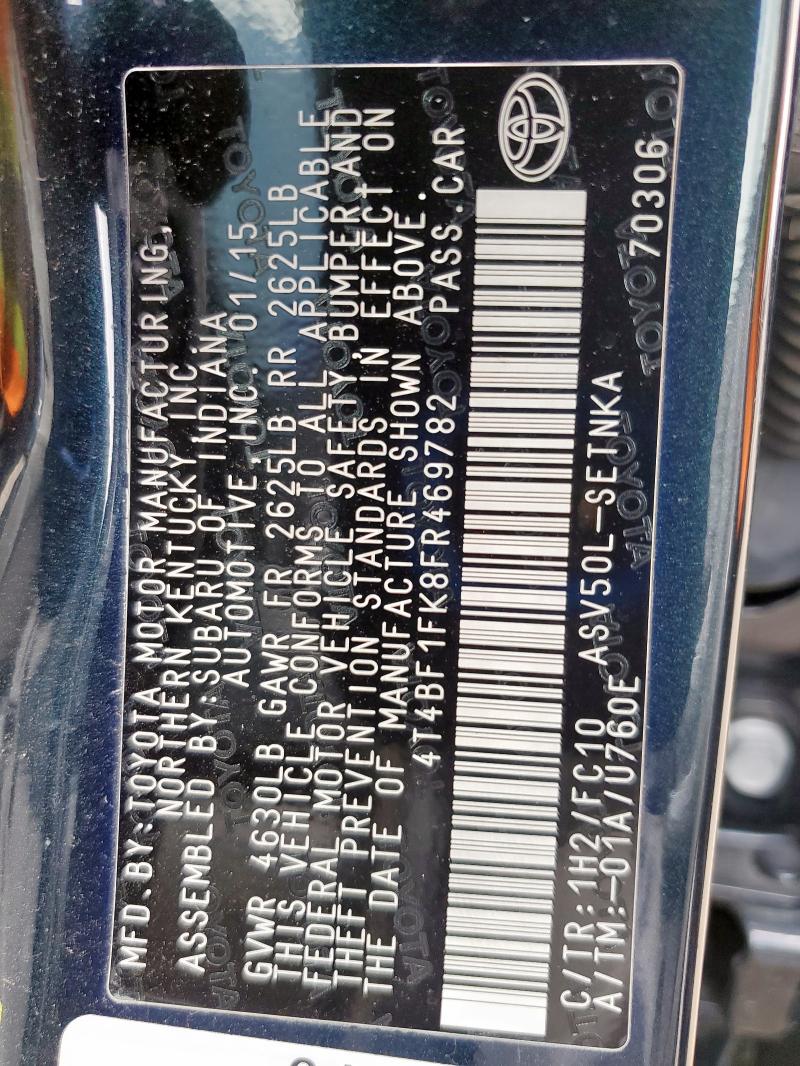 MFD.BY:TOYOTA MOTOR MANUFACTURING,
NORTHERN KENTUCKY INC.
ASSEMBLED BY:SUBARU OF INDIANA
AUTOMOTIVE,INC. 01/15
GVWR 4630LB GAWR FR 2625LB RR 2625LB
THIS VEHICLE CONFORMS TO ALL APPLICABLE
FEDERAL MOTOR VEHICLE SAFETY,BUMPER,AND
THEFT PREVENTION STANDARDS IN EFFECT ON
THE DATE OF MANUFACTURE SHOWN ABOVE.
4T4BF1FK8FR469782 PASS.CAR
C/TR:1H2/FC10 ASV50L-SETNKA
A/TM:-01A/U760E 70306